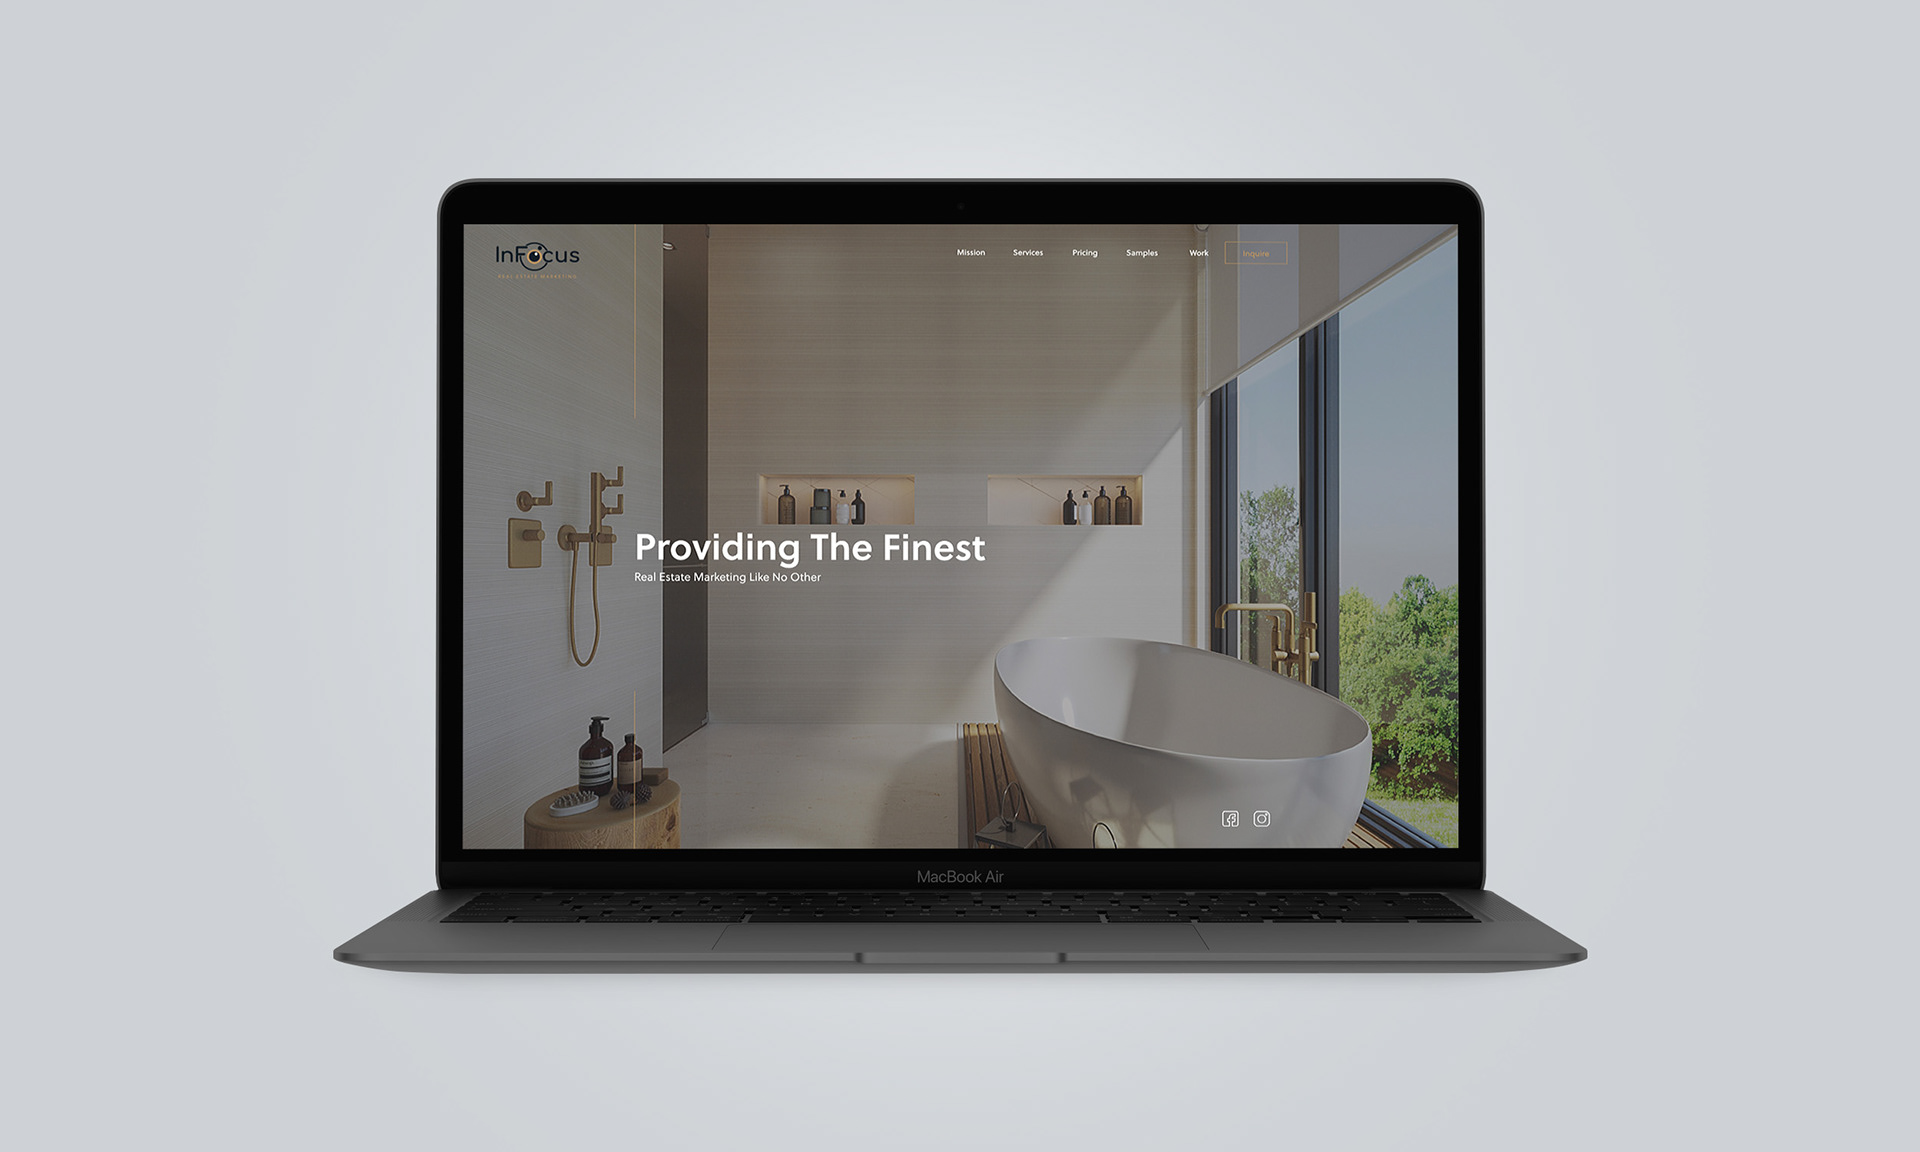 InFocus
REAL ESTATE MARKETING
Mission
Services
Pricing
Samples
Work
Inquire
Providing The Finest
Real Estate Marketing Like No Other
MacBook Air